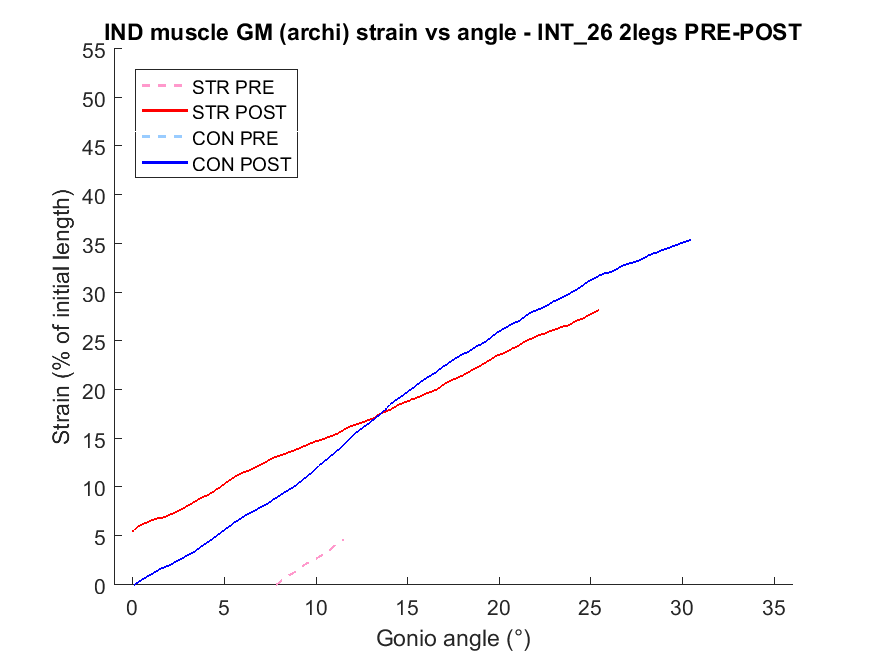 IND muscle GM (archi) strain vs angle - INT_26 2legs PRE-POST
55
50
45
40
35
30
25
20
15
10
5
0
Strain (% of initial length)
STR PRE
STR POST
CON PRE
CON POST
0 5 10 15 20 25 30 35
Gonio angle (°)